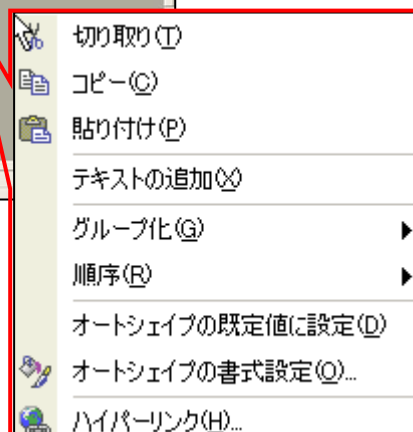 切り取り(T)
コピー(C)
貼り付け(P)
テキストの追加(X)
グループ化(G)
順序(R)
オートシェイプの既定値に設定(D)
オートシェイプの書式設定(O)...
ハイパーリンク(H)...